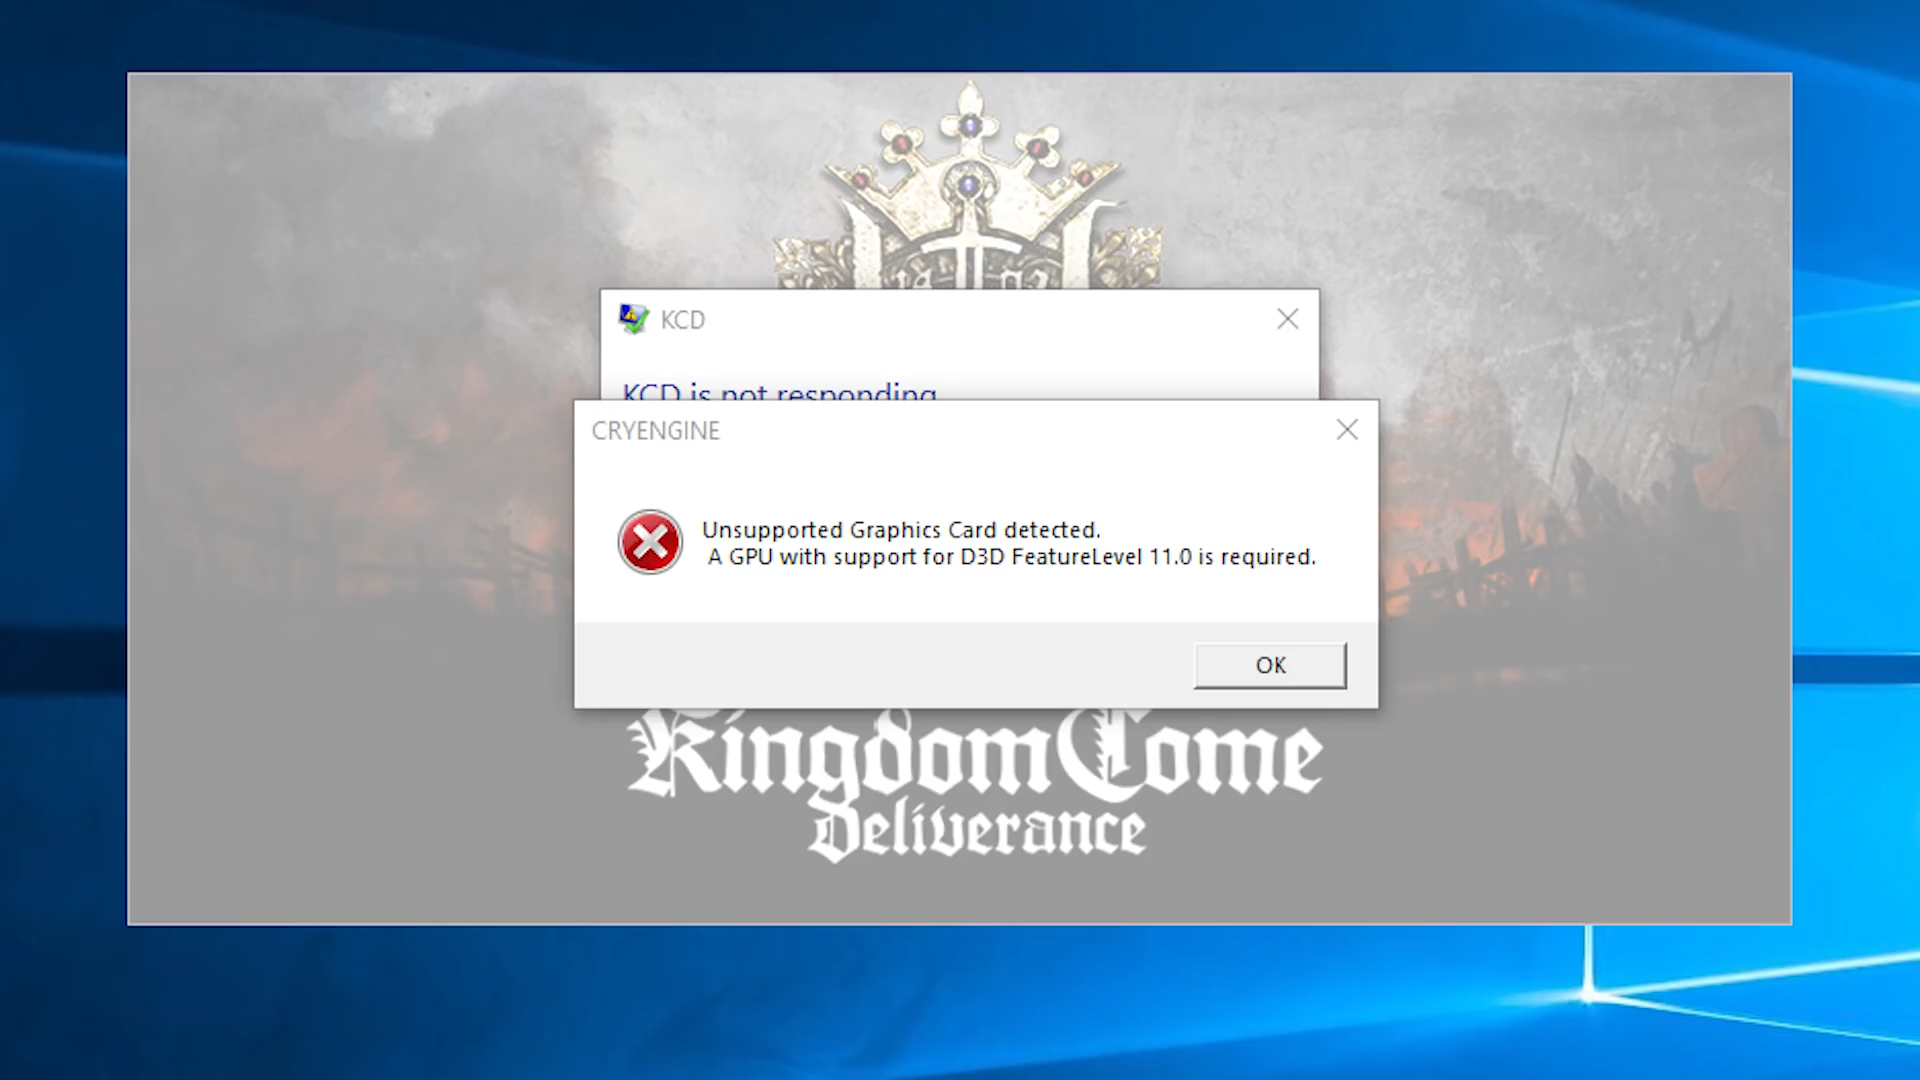 KCD
KCD is not responding
CRYENGINE
Unsupported Graphics Card detected.
A GPU with support for D3D FeatureLevel 11.0 is required.
OK
Kingdom Come
Deliverance